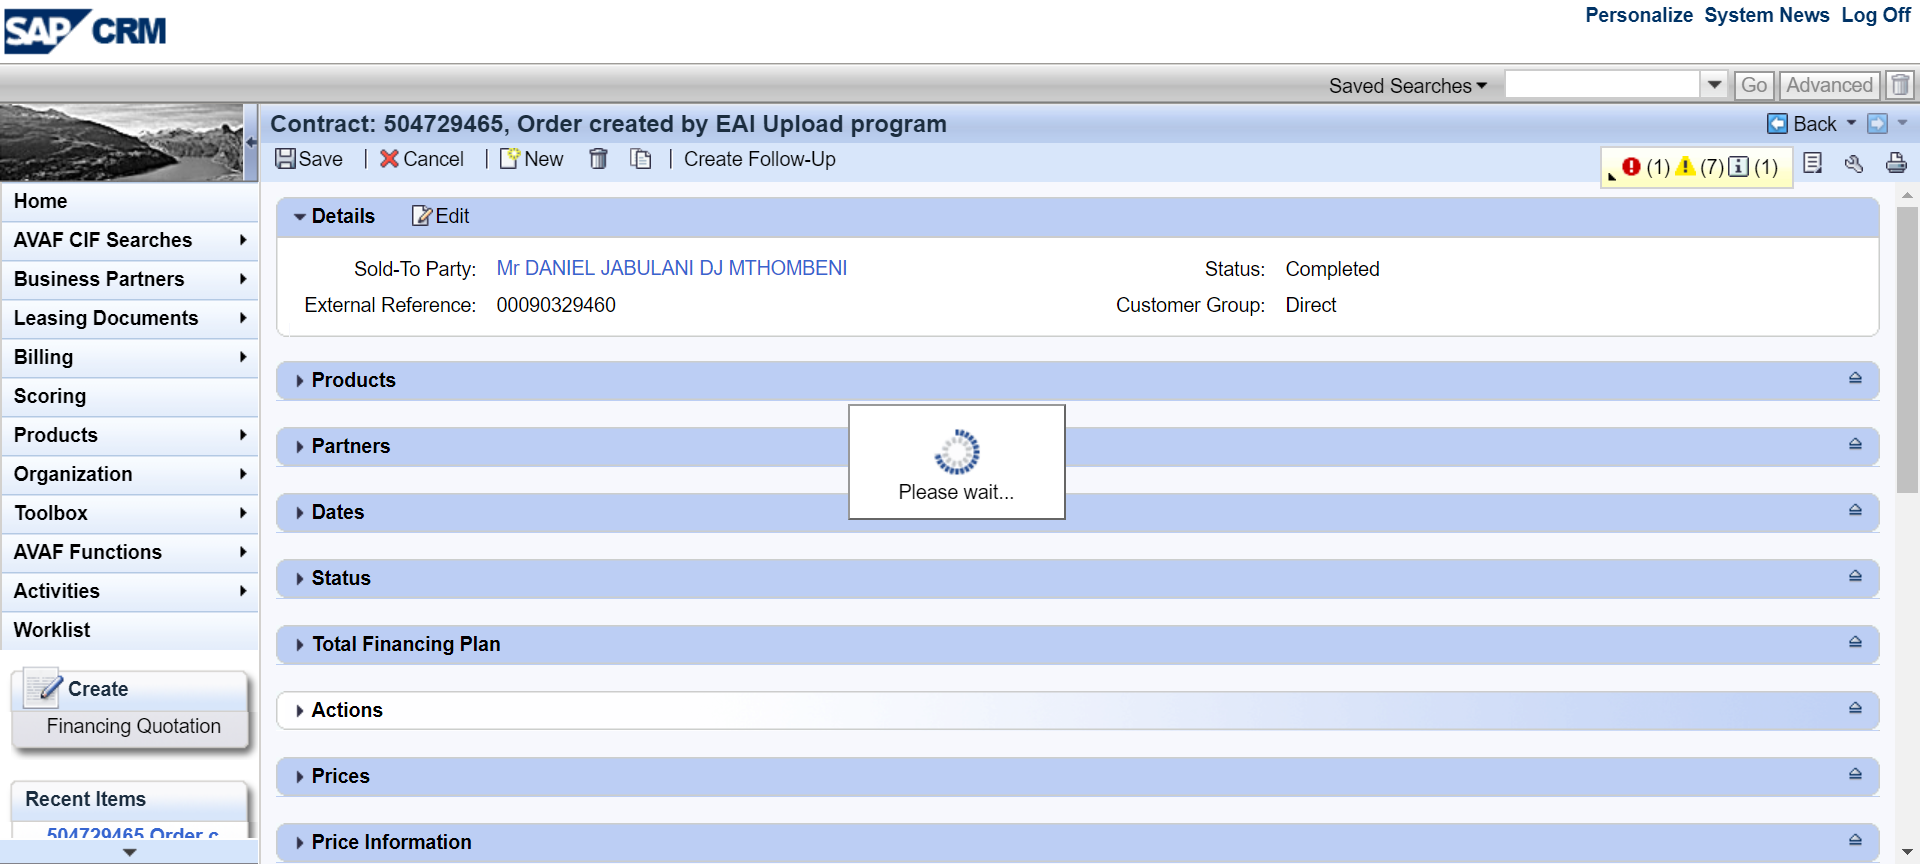 SAP CRM
Personalize System News Log Off
Saved Searches Go Advanced
Contract: 504729465, Order created by EAI Upload program
Back
Save | Cancel | New | Create Follow-Up
(1) (7) (1)
Home
AVAF CIF Searches
Business Partners
Leasing Documents
Billing
Scoring
Products
Organization
Toolbox
AVAF Functions
Activities
Worklist
Create
Financing Quotation
Recent Items
504729465 Order c
Details Edit
Sold-To Party: Mr DANIEL JABULANI DJ MTHOMBENI
Status: Completed
External Reference: 00090329460
Customer Group: Direct
Products
Partners
Please wait...
Dates
Status
Total Financing Plan
Actions
Prices
Price Information